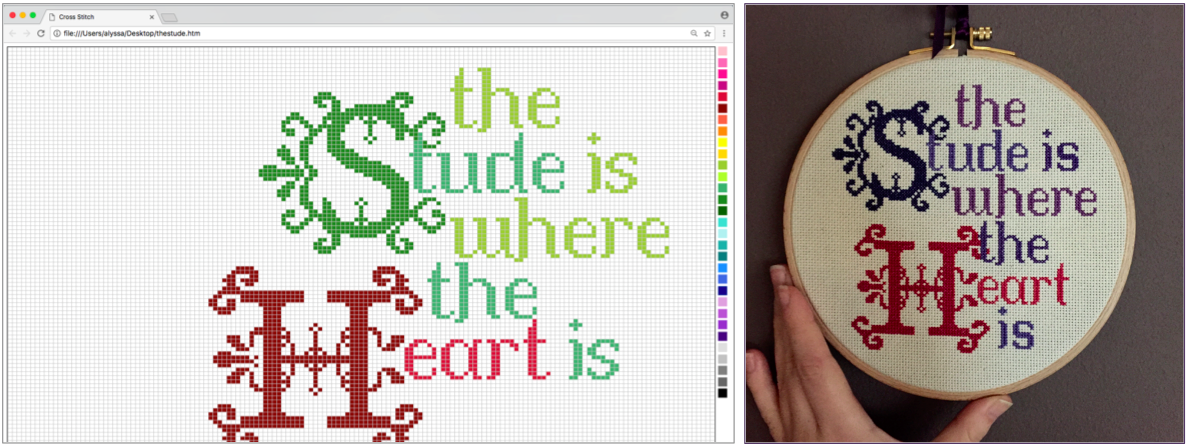 Cross Stitch
file:///Users/alyssa/Desktop/thestude.htm
the
Stude is
where
the
Heart is
the
Stude is
where
the
Heart
is